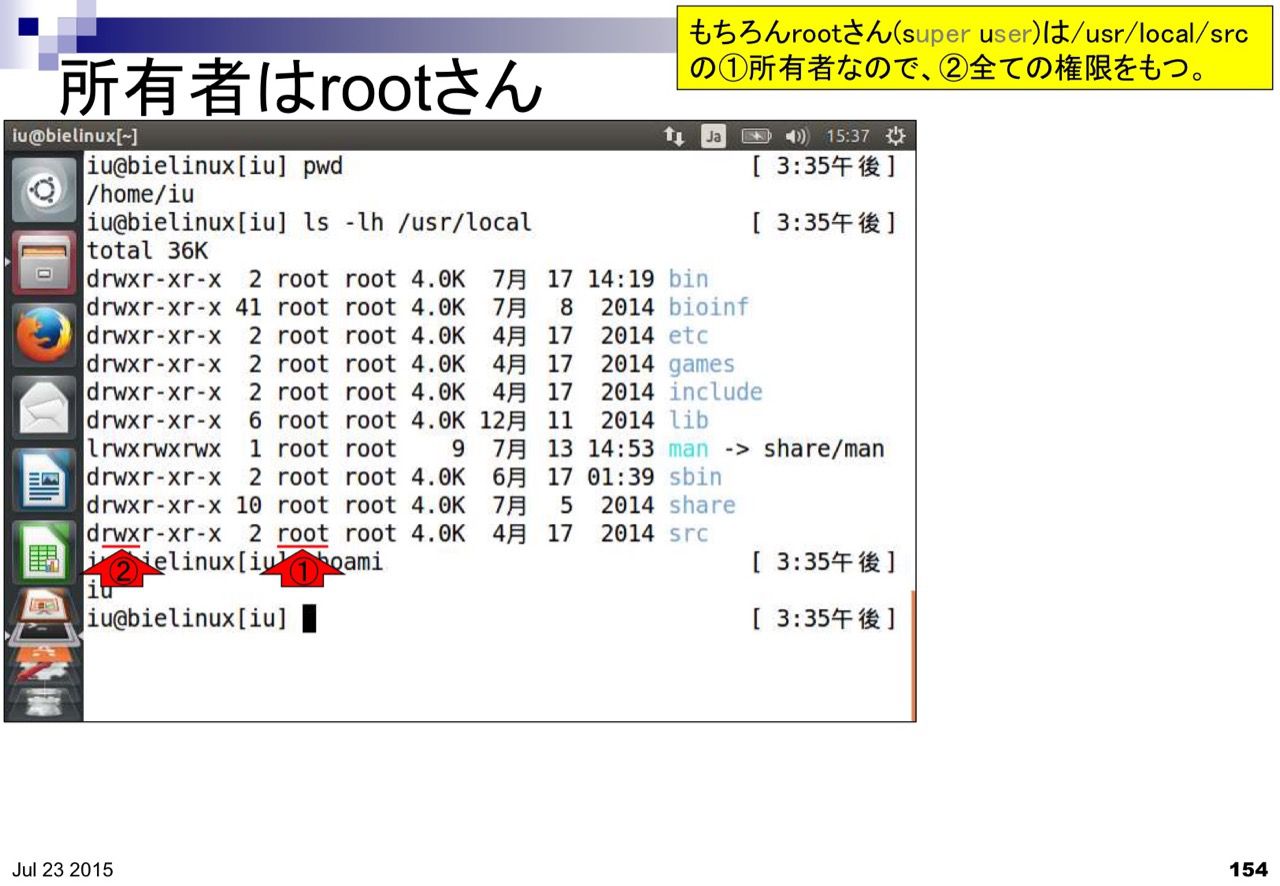 もちろんrootさん(super user)は/usr/local/src
の①所有者なので、②全ての権限をもつ。
所有者はrootさん
iu@bielinux[~] Ja 15:37
iu@bielinux[iu] pwd [ 3:35午後]
/home/iu
iu@bielinux[iu] ls -lh /usr/local [ 3:35午後]
total 36K
drwxr-xr-x 2 root root 4.0K 7月 17 14:19 bin
drwxr-xr-x 41 root root 4.0K 7月 8 2014 bioinf
drwxr-xr-x 2 root root 4.0K 4月 17 2014 etc
drwxr-xr-x 2 root root 4.0K 4月 17 2014 games
drwxr-xr-x 2 root root 4.0K 4月 17 2014 include
drwxr-xr-x 6 root root 4.0K 12月 11 2014 lib
lrwxrwxrwx 1 root root 9 7月 13 14:53 man -> share/man
drwxr-xr-x 2 root root 4.0K 6月 17 01:39 sbin
drwxr-xr-x 10 root root 4.0K 7月 5 2014 share
drwxr-xr-x 2 root root 4.0K 4月 17 2014 src
iu@bielinux[iu] whoami [ 3:35午後]
② ①
iu
iu@bielinux[iu] [ 3:35午後]
Jul 23 2015
154